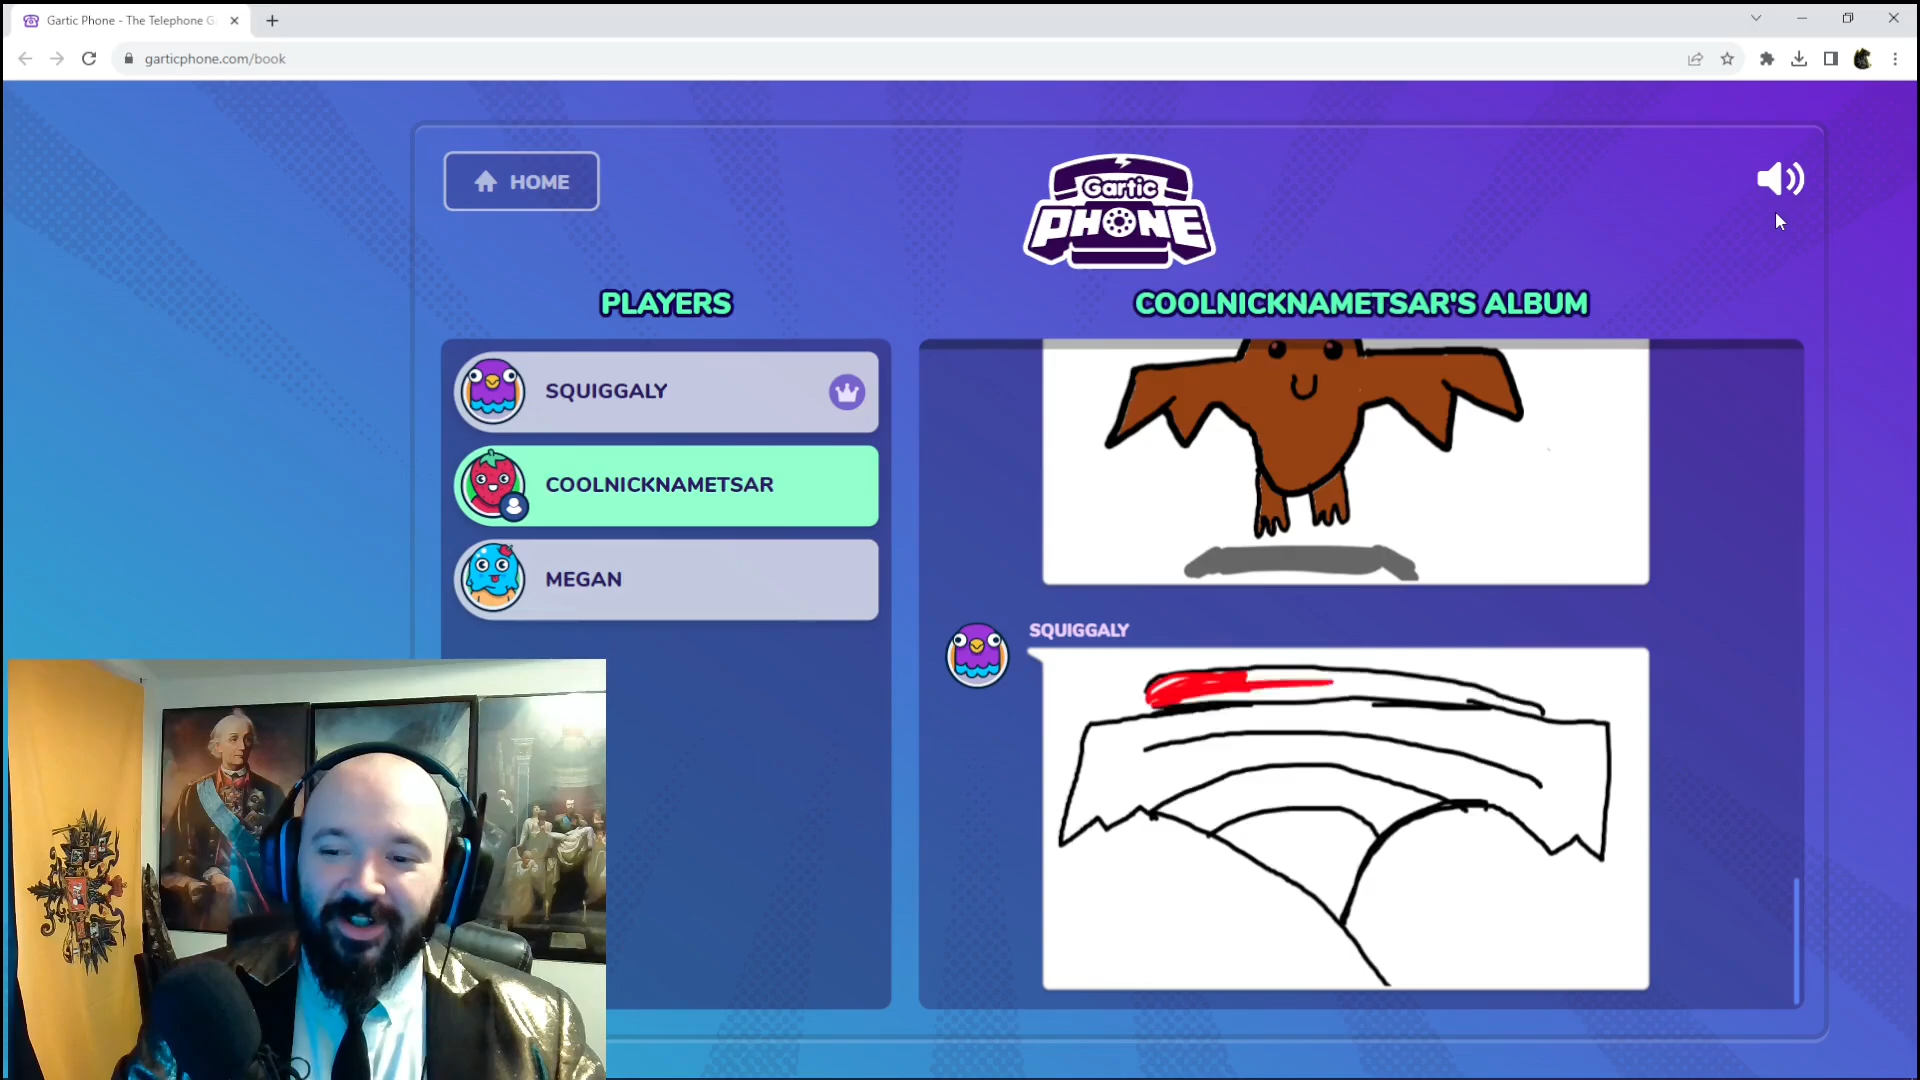 Gartic Phone - The Telephone G
garticphone.com/book
HOME
Gartic
PHONE
PLAYERS
COOLNICKNAMETSAR'S ALBUM
SQUIGGALY
COOLNICKNAMETSAR
MEGAN
SQUIGGALY